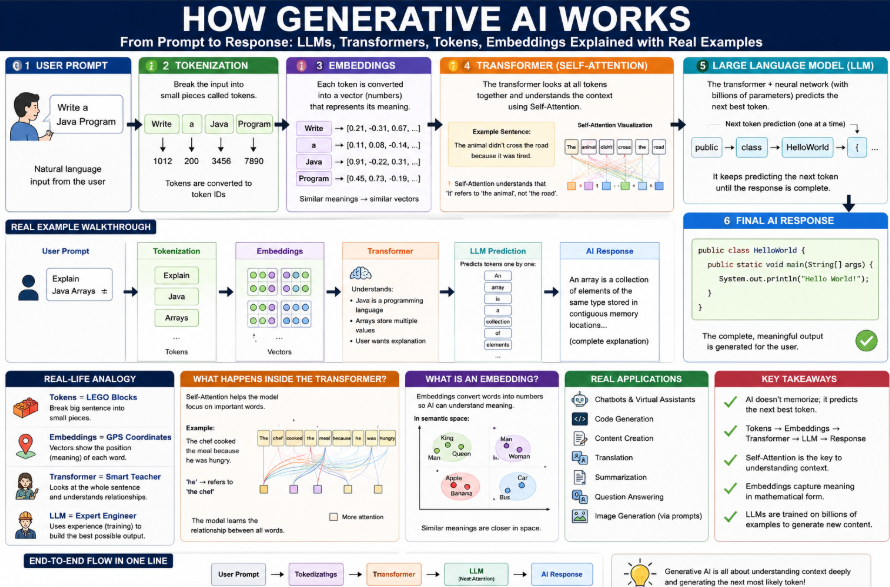 HOW GENERATIVE AI WORKS
From Prompt to Response: LLMs, Transformers, Tokens, Embeddings Explained with Real Examples
1 USER PROMPT
Write a
Java Program
Natural language
input from the user
2 TOKENIZATION
Break the input into
small pieces called tokens.
Write a Java Program
1012 200 3456 7890
Tokens are converted to
token IDs
3 EMBEDDINGS
Each token is converted
into a vector (numbers)
that represents its meaning.
Write → [0.21, -0.31, 0.67, ...]
a → [0.11, 0.08, -0.14, ...]
Java → [0.91, -0.22, 0.31, ...]
Program → [0.45, 0.73, -0.19, ...]
Similar meanings → similar vectors
4 TRANSFORMER (SELF-ATTENTION)
The transformer looks at all tokens
together and understands the context
using Self-Attention.
Example Sentence:
The animal didn't cross the road
because it was tired.
Self-Attention understands that
'it' refers to 'the animal', not 'the road'.
Self-Attention Visualization
The animal didn't cross the road
5 LARGE LANGUAGE MODEL (LLM)
The transformer + neural network (with
billions of parameters) predicts the
next best token.
Next token prediction (one at a time)
public → class → HelloWorld → { ...
It keeps predicting the next token
until the response is complete.
6 FINAL AI RESPONSE
public class HelloWorld {
public static void main(String[] args) {
System.out.println("Hello World!");
}
}
The complete, meaningful output
is generated for the user.
REAL EXAMPLE WALKTHROUGH
User Prompt
Explain
Java Arrays
Tokenization
Explain
Java
Arrays
...
Tokens
Embeddings
...
Vectors
Transformer
Understands:
• Java is a programming
language
• Arrays store multiple
values
• User wants explanation
LLM Prediction
Predicts tokens one by one:
An
array
is
a
collection
of
elements
...
AI Response
An array is a collection
of elements of the
same type stored in
contiguous memory
locations...
(complete explanation)
REAL-LIFE ANALOGY
Tokens = LEGO Blocks
Break big sentence into
small pieces.
Embeddings = GPS Coordinates
Vectors show the position
(meaning) of each word.
Transformer = Smart Teacher
Looks at the whole sentence
and understands relationships.
LLM = Expert Engineer
Uses experience (training) to
build the best possible output.
WHAT HAPPENS INSIDE THE TRANSFORMER?
Self-Attention helps the model
focus on important words.
Example:
The chef cooked
the meal because
he was hungry.
'he' → refers to
'the chef'
The chef cooked the meal because he was hungry
More attention
The model learns the
relationship between all words.
WHAT IS AN EMBEDDING?
Embeddings convert words into numbers
so AI can understand meaning.
In semantic space:
King
Man
Queen
Man
Woman
Apple
Banana
Car
Bus
Similar meanings are closer in space.
REAL APPLICATIONS
Chatbots & Virtual Assistants
Code Generation
Content Creation
Translation
Summarization
Question Answering
Image Generation (via prompts)
KEY TAKEAWAYS
AI doesn't memorize; it predicts
the next best token.
Tokens → Embeddings →
Transformer → LLM → Response
Self-Attention is the key to
understanding context.
Embeddings capture meaning
in mathematical form.
LLMs are trained on billions of
examples to generate new content.
END-TO-END FLOW IN ONE LINE
User Prompt → Tokedizatings → Transformer → LLM → AI Response
Generative AI is all about understanding context deeply
and generating the next most likely token!